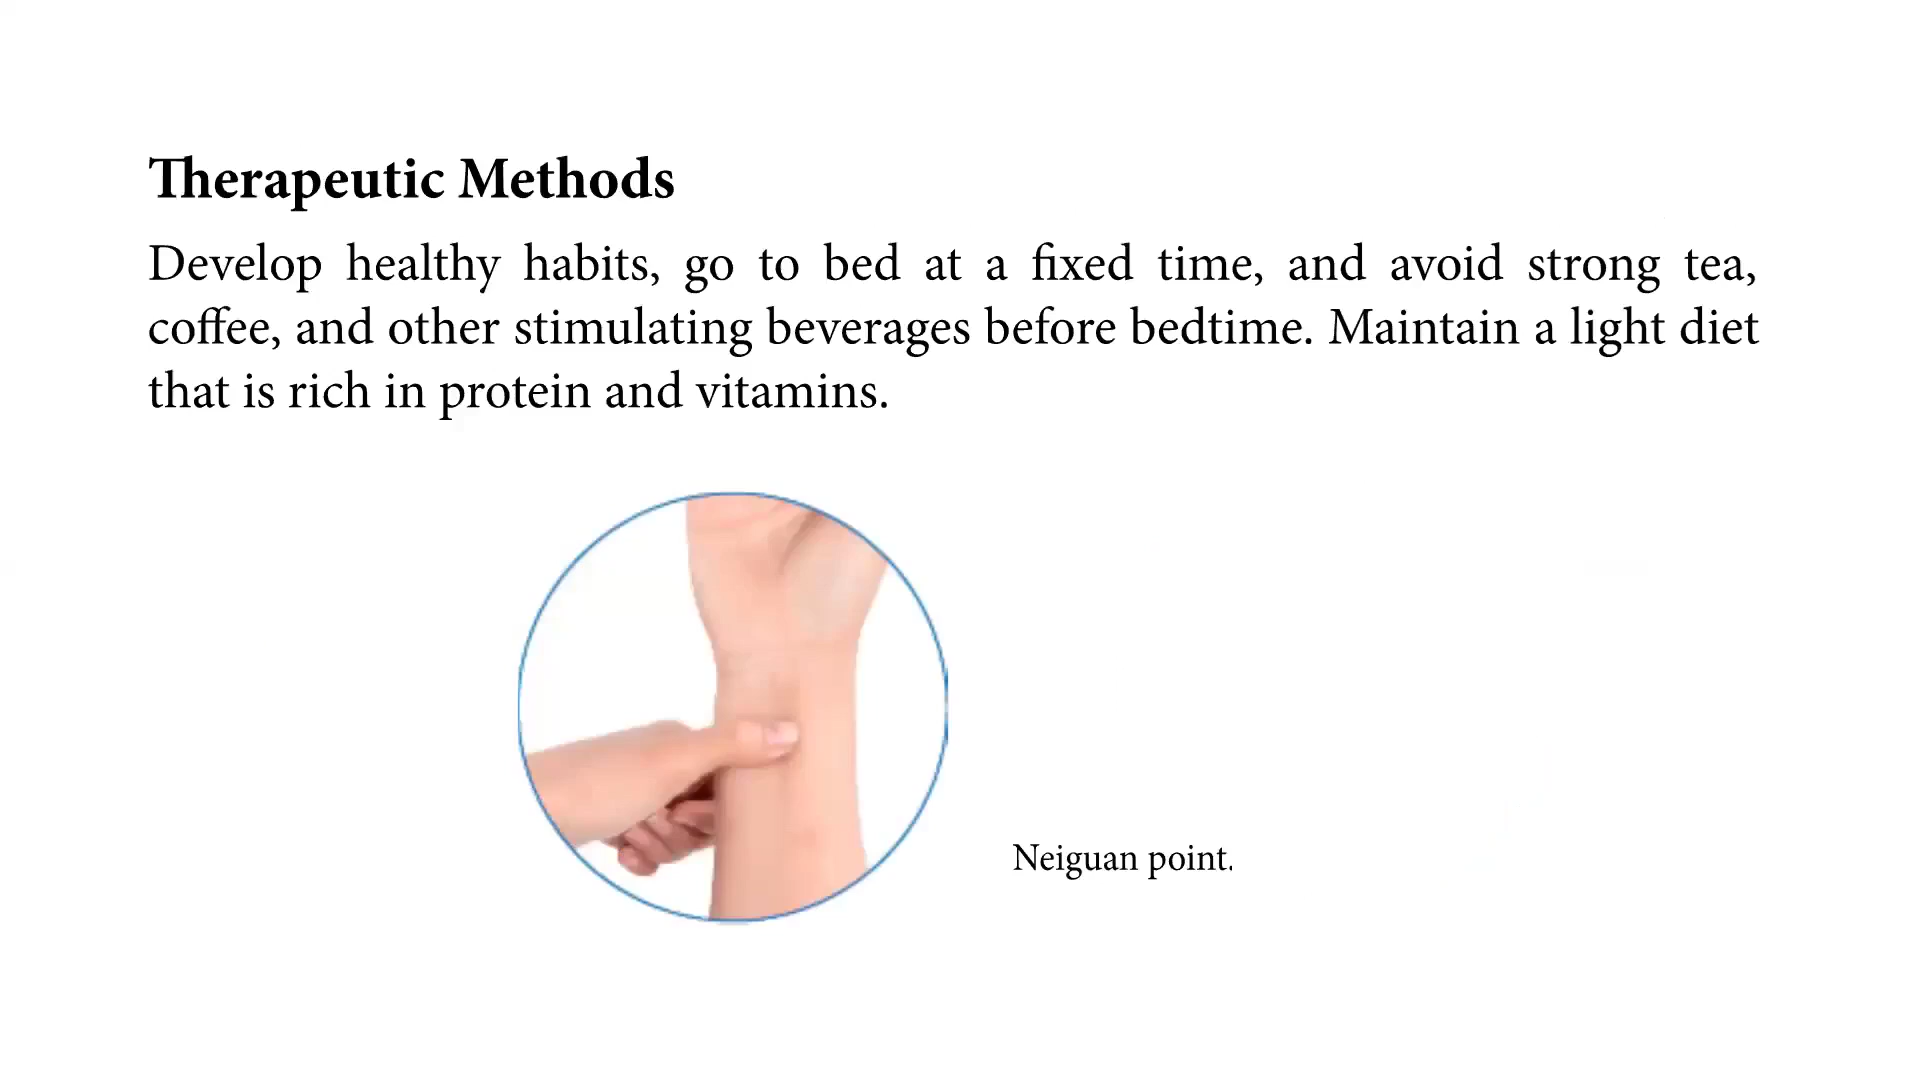 Therapeutic Methods
Develop healthy habits, go to bed at a fixed time, and avoid strong tea,
coffee, and other stimulating beverages before bedtime. Maintain a light diet
that is rich in protein and vitamins.
Neiguan point.